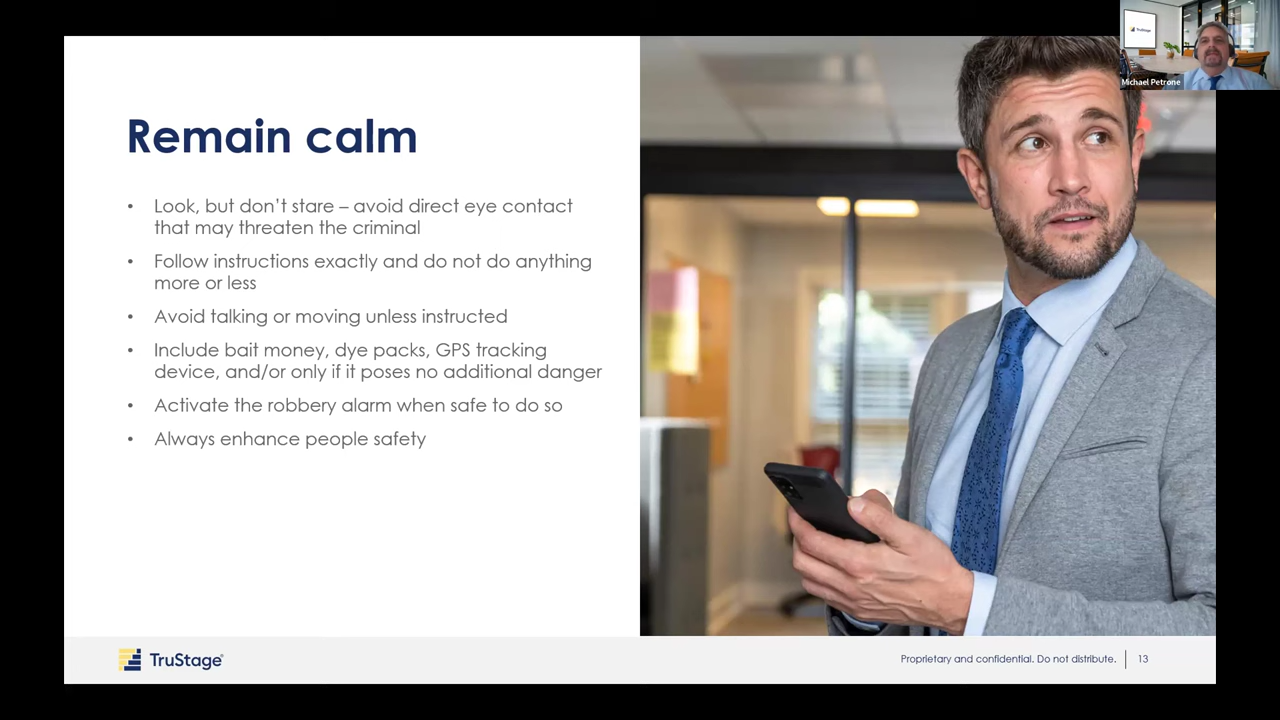 TruStage
Michael Petrone
Remain calm
• Look, but don’t stare – avoid direct eye contact
that may threaten the criminal
• Follow instructions exactly and do not do anything
more or less
• Avoid talking or moving unless instructed
• Include bait money, dye packs, GPS tracking
device, and/or only if it poses no additional danger
• Activate the robbery alarm when safe to do so
• Always enhance people safety
TruStage®
Proprietary and confidential. Do not distribute. 13